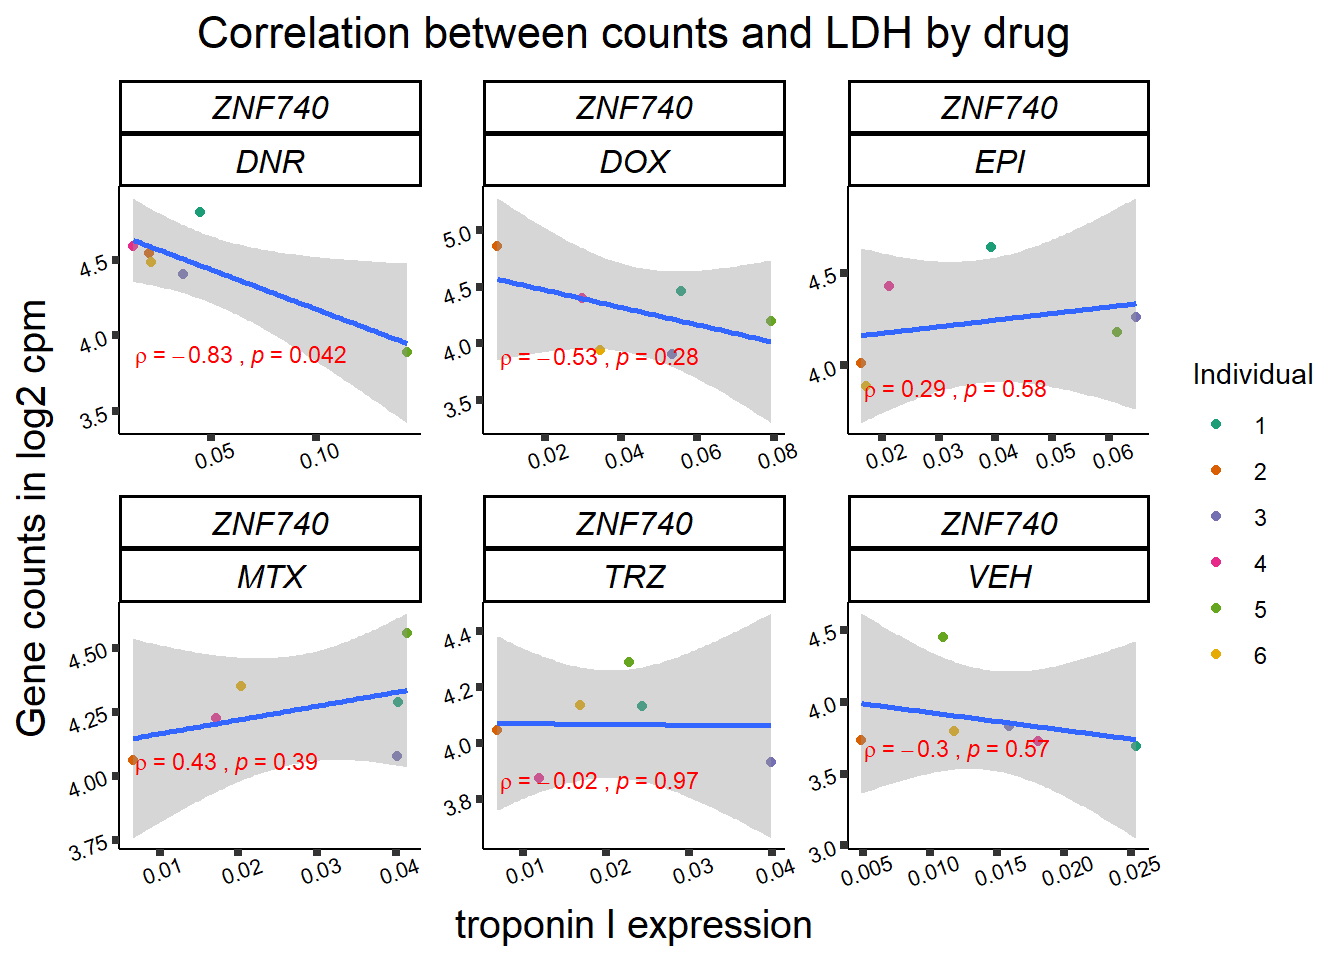 Correlation between counts and LDH by drug
ZNF740
DNR
ZNF740
DOX
ZNF740
EPI
4.5
4.0
3.5
ρ = −0.83 , p = 0.042
0.05
0.10
5.0
4.5
4.0
3.5
ρ = −0.53 , p = 0.28
0.02
0.04
0.06
0.08
4.5
4.0
ρ = 0.29 , p = 0.58
0.02
0.03
0.04
0.05
0.06
ZNF740
MTX
ZNF740
TRZ
ZNF740
VEH
4.50
4.25
4.00
3.75
ρ = 0.43 , p = 0.39
0.01
0.02
0.03
0.04
4.4
4.2
4.0
3.8
ρ = −0.02 , p = 0.97
0.01
0.02
0.03
0.04
4.5
4.0
3.5
3.0
ρ = −0.3 , p = 0.57
0.005
0.010
0.015
0.020
0.025
Gene counts in log2 cpm
troponin I expression
Individual
1
2
3
4
5
6